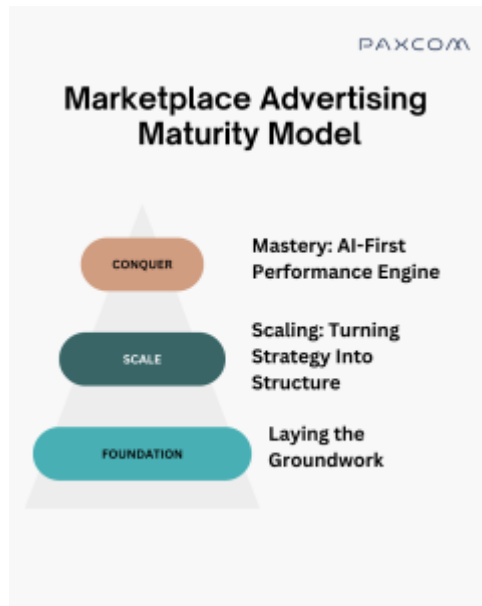 PAXCOM
Marketplace Advertising
Maturity Model
CONQUER
Mastery: AI-First
Performance Engine
SCALE
Scaling: Turning
Strategy Into
Structure
FOUNDATION
Laying the
Groundwork